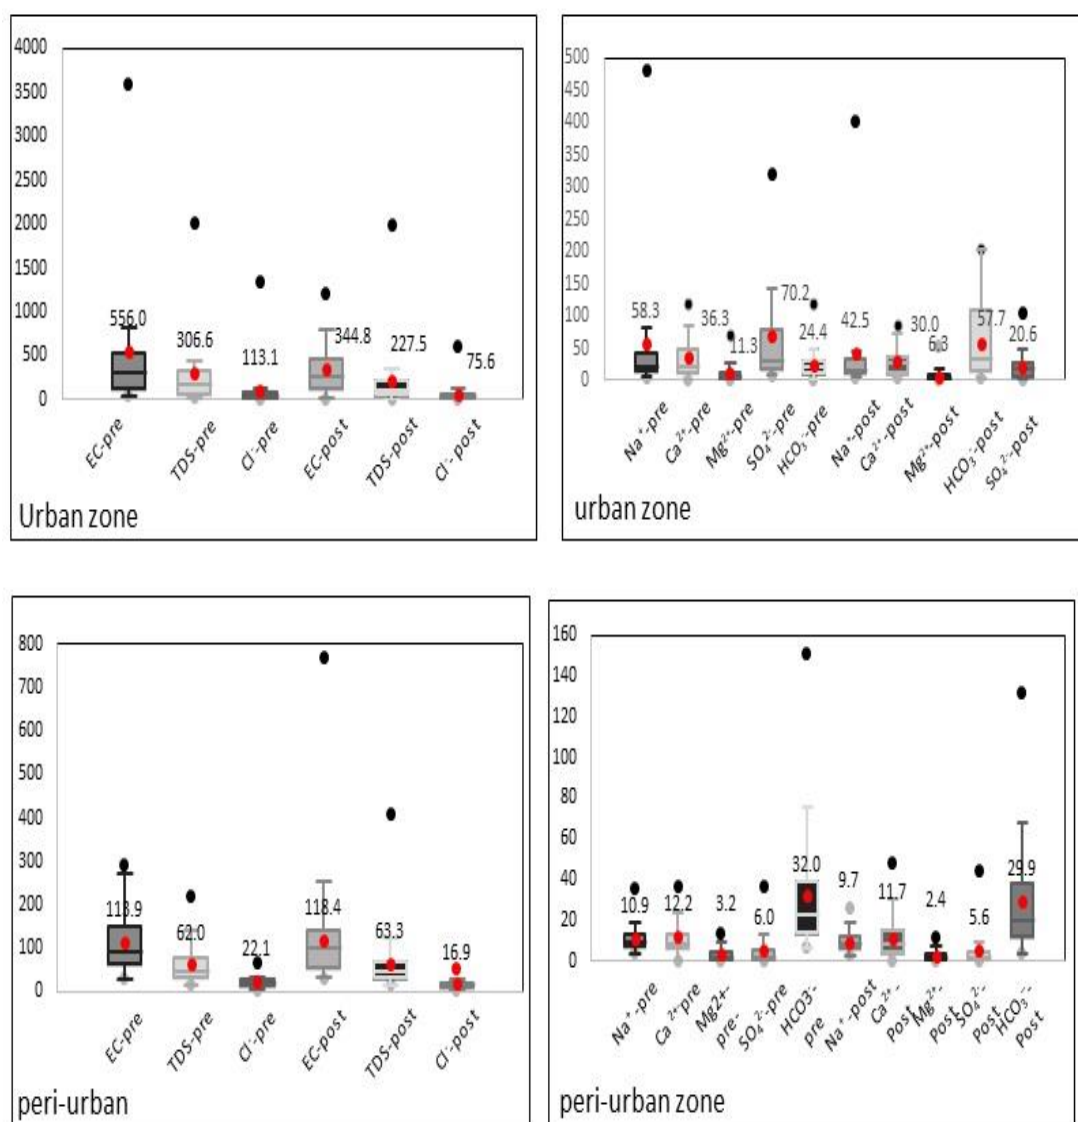 4000
3500
3000
2500
2000
1500
1000
500
0
556.0
306.6
113.1
344.8
227.5
75.6
EC-pre
TDS-pre
Cl⁻-pre
EC-post
TDS-post
Cl⁻-post
Urban zone
500
450
400
350
300
250
200
150
100
50
0
58.3
36.3
11.3
70.2
24.4
42.5
30.0
6.3
57.7
20.6
Na⁺-pre
Ca²⁺-pre
Mg²⁺-pre
SO₄²⁻-pre
HCO₃⁻-pre
Na⁺-post
Ca²⁺-post
Mg²⁺-post
HCO₃⁻-post
SO₄²⁻-post
urban zone
800
700
600
500
400
300
200
100
0
113.9
62.0
22.1
118.4
63.3
16.9
EC-pre
TDS-pre
Cl⁻-pre
EC-post
TDS-post
Cl⁻-post
peri-urban
160
140
120
100
80
60
40
20
0
10.9
12.2
3.2
6.0
32.0
9.7
11.7
2.4
5.6
29.9
Na⁺-pre
Ca²⁺-pre
Mg2+-
pre-
SO₄²⁻-pre
HCO3-
pre
Na⁺-post
Ca²⁺-
Post
Mg²⁺-
Post
SO₄²⁻-
Post
HCO₃⁻-
Post
peri-urban zone